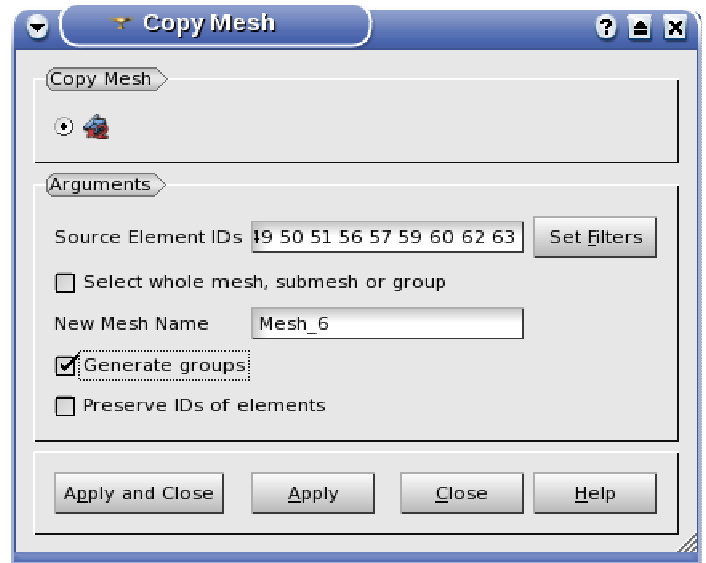 Copy Mesh
?
Copy Mesh
Arguments
Source Element IDs 49 50 51 56 57 59 60 62 63 Set Filters
Select whole mesh, submesh or group
New Mesh Name Mesh_6
Generate groups
Preserve IDs of elements
Apply and Close Apply Close Help